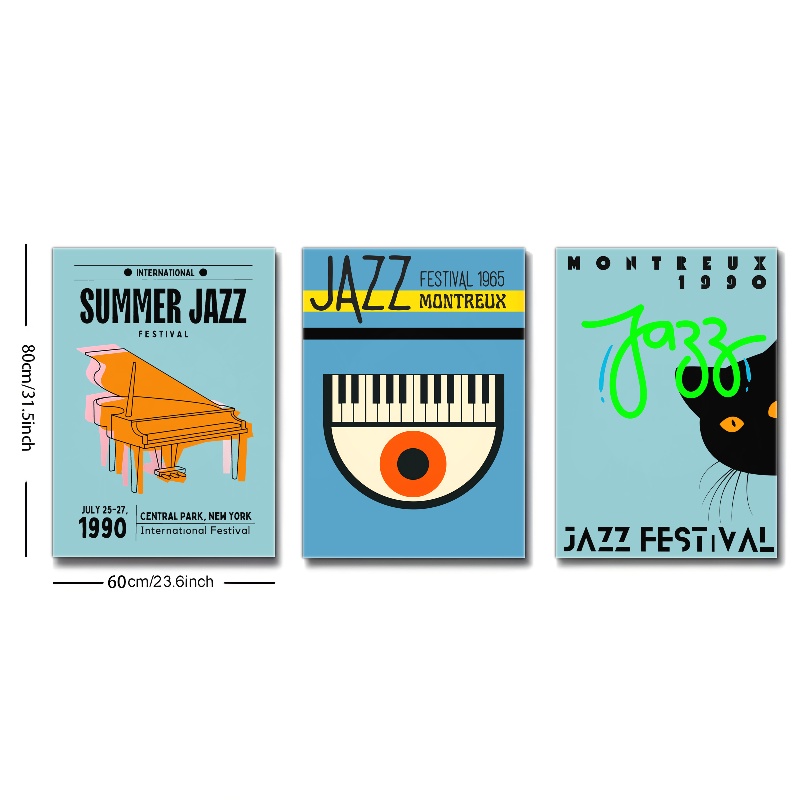 80cm/31.5inch
INTERNATIONAL
SUMMER JAZZ
FESTIVAL
JULY 25-27,
1990
CENTRAL PARK, NEW YORK
International Festival
60cm/23.6inch
JAZZ
FESTIVAL 1965
MONTREUX
MONTREUX
1990
Jazz
JAZZ FESTIVAL